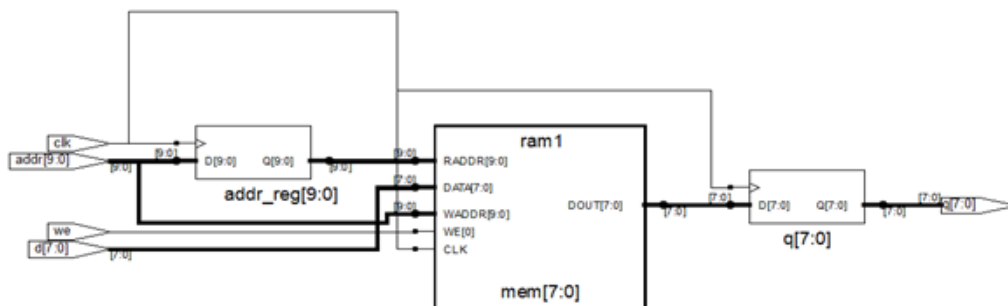 clk
addr[9:0]
[9:0]
[9:0]
D[9:0]
Q[9:0]
[9:0]
addr_reg[9:0]
we
d[7:0]
[7:0]
ram1
[9:0]
RADDR[9:0]
[7:0]
DATA[7:0]
[9:0]
WADDR[9:0]
WE[0]
CLK
DOUT[7:0]
mem[7:0]
[7:0]
[7:0]
D[7:0]
Q[7:0]
[7:0]
q[7:0]
q[7:0]